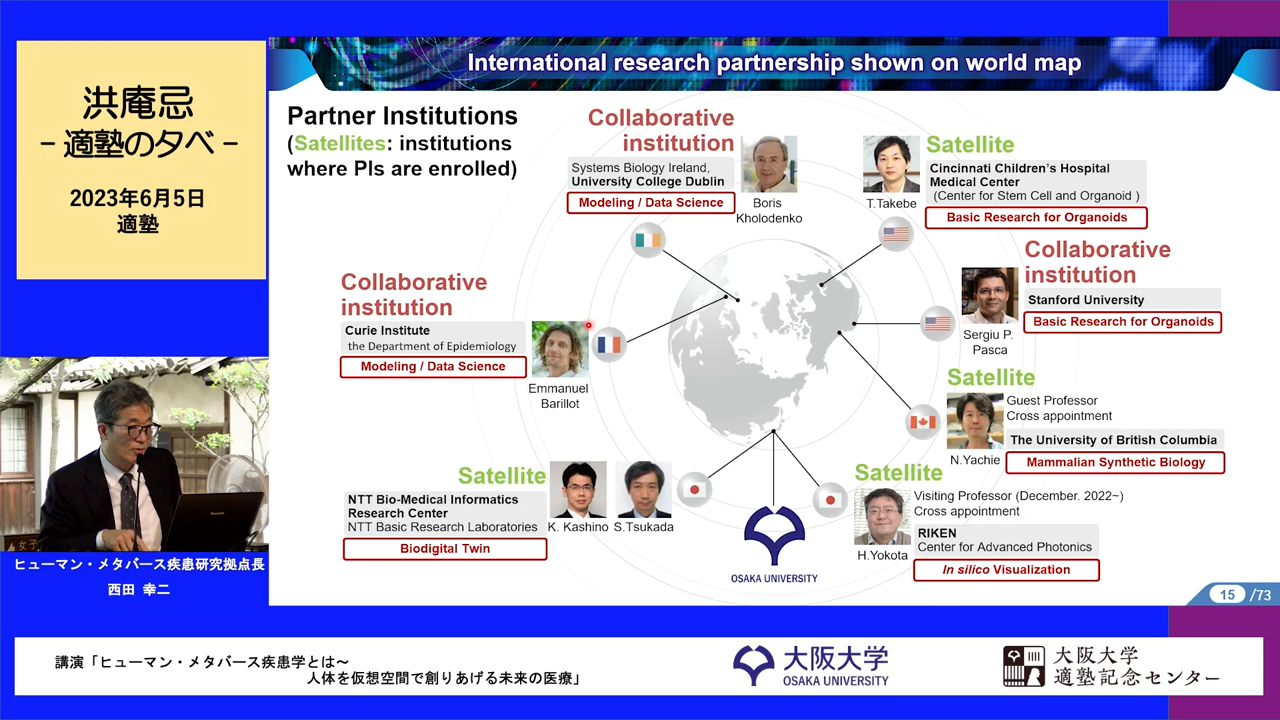 洪庵忌
-適塾の夕べ-
2023年6月5日
適塾
International research partnership shown on world map
Partner Institutions
(Satellites: institutions
where PIs are enrolled)
Collaborative
institution
Systems Biology Ireland,
University College Dublin
Modeling / Data Science
Boris
Kholodenko
T.Takebe
Satellite
Cincinnati Children's Hospital
Medical Center
(Center for Stem Cell and Organoid )
Basic Research for Organoids
Collaborative
institution
Stanford University
Basic Research for Organoids
Sergiu P.
Pasca
Collaborative
institution
Curie Institute
the Department of Epidemiology
Modeling / Data Science
Emmanuel
Barillot
Satellite
Guest Professor
Cross appointment
The University of British Columbia
N.Yachie
Mammalian Synthetic Biology
Satellite
NTT Bio-Medical Informatics
Research Center
NTT Basic Research Laboratories
K. Kashino
S.Tsukada
Biodigital Twin
OSAKA UNIVERSITY
Satellite
Visiting Professor (December. 2022~)
Cross appointment
RIKEN
Center for Advanced Photonics
H.Yokota
In silico Visualization
15 /73
ヒューマン・メタバース疾患研究拠点長
西田 幸二
講演「ヒューマン・メタバース疾患学とは〜
人体を仮想空間で創りあげる未来の医療」
大阪大学
OSAKA UNIVERSITY
大阪大学
適塾記念センター